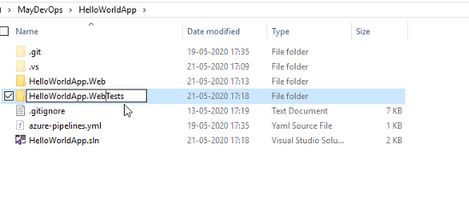 MayDevOps > HelloWorldApp >
Name Date modified Type Size
.git 19-05-2020 17:35 File folder
.vs 21-05-2020 17:09 File folder
HelloWorldApp.Web 21-05-2020 17:13 File folder
HelloWorldApp.WebTests 21-05-2020 17:18 File folder
.gitignore 13-05-2020 17:19 Text Document 7 KB
azure-pipelines.yml 19-05-2020 17:35 Yaml Source File 1 KB
HelloWorldApp.sln 21-05-2020 17:18 Visual Studio Solu... 2 KB